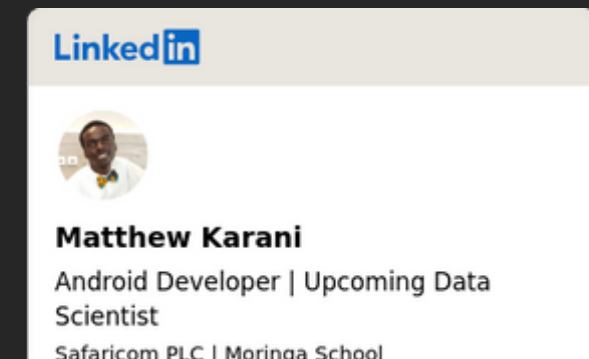 Linkedin
Matthew Karani
Android Developer | Upcoming Data
Scientist
Safaricom PLC | Moringa School